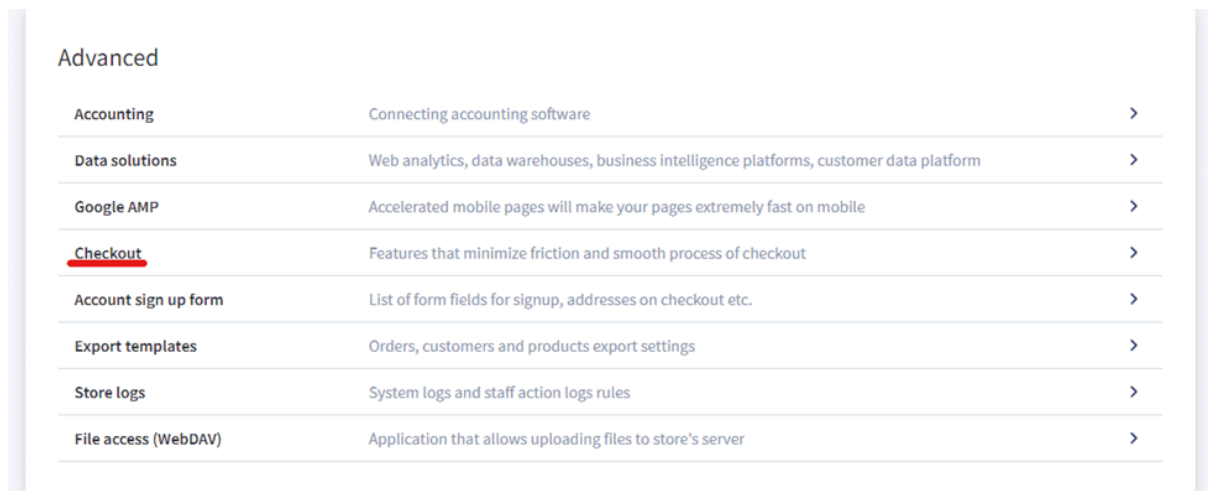 Advanced
Accounting Connecting accounting software
Data solutions Web analytics, data warehouses, business intelligence platforms, customer data platform
Google AMP Accelerated mobile pages will make your pages extremely fast on mobile
Checkout Features that minimize friction and smooth process of checkout
Account sign up form List of form fields for signup, addresses on checkout etc.
Export templates Orders, customers and products export settings
Store logs System logs and staff action logs rules
File access (WebDAV) Application that allows uploading files to store's server